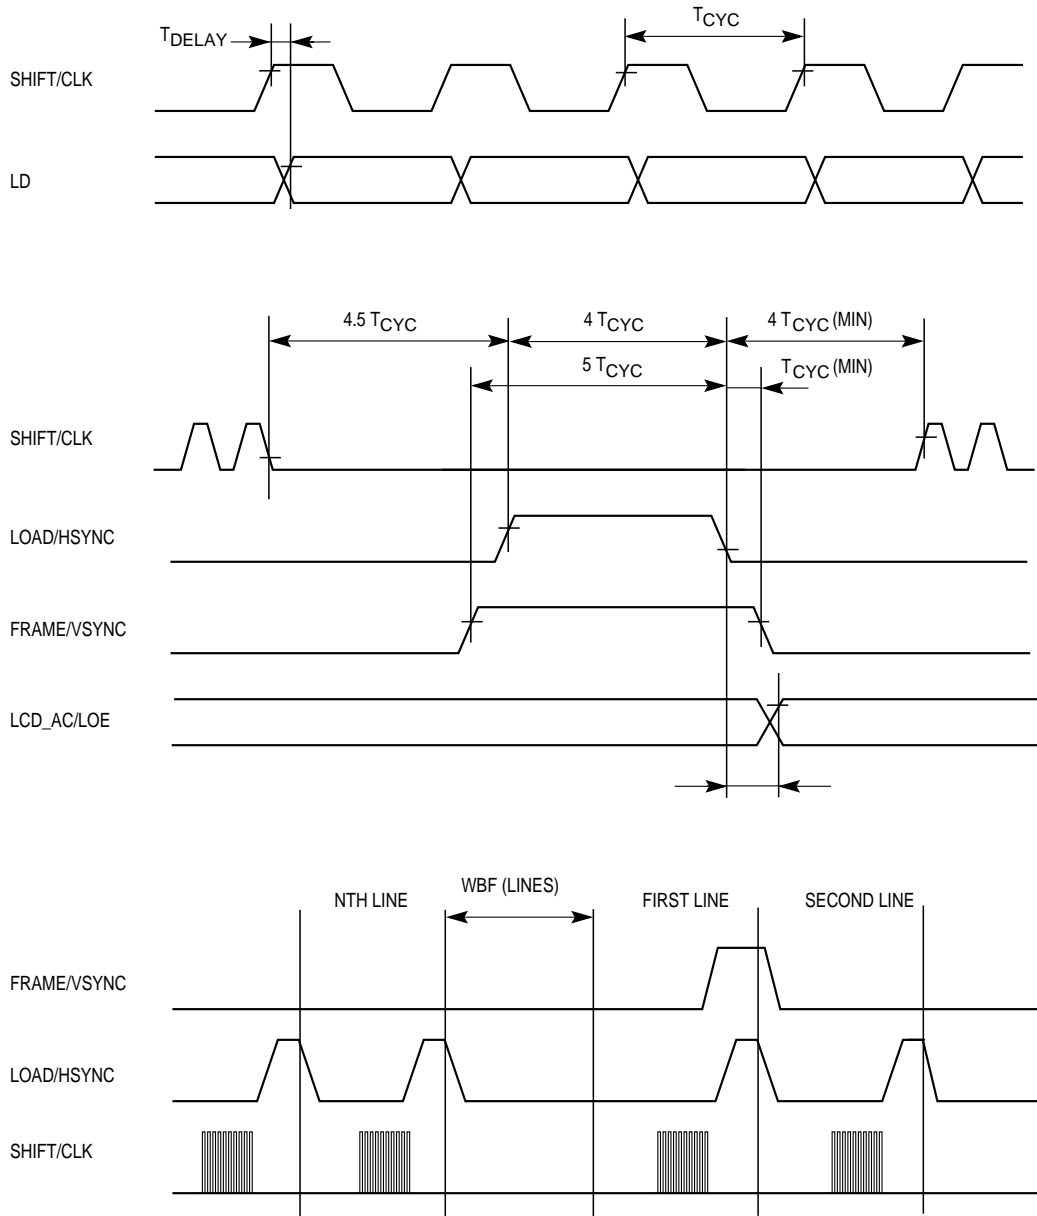 TDELAY
TCYC
SHIFT/CLK
LD
4.5 TCYC
4 TCYC
4 TCYC (MIN)
5 TCYC
TCYC (MIN)
SHIFT/CLK
LOAD/HSYNC
FRAME/VSYNC
LCD_AC/LOE
NTH LINE
WBF (LINES)
FIRST LINE
SECOND LINE
FRAME/VSYNC
LOAD/HSYNC
SHIFT/CLK